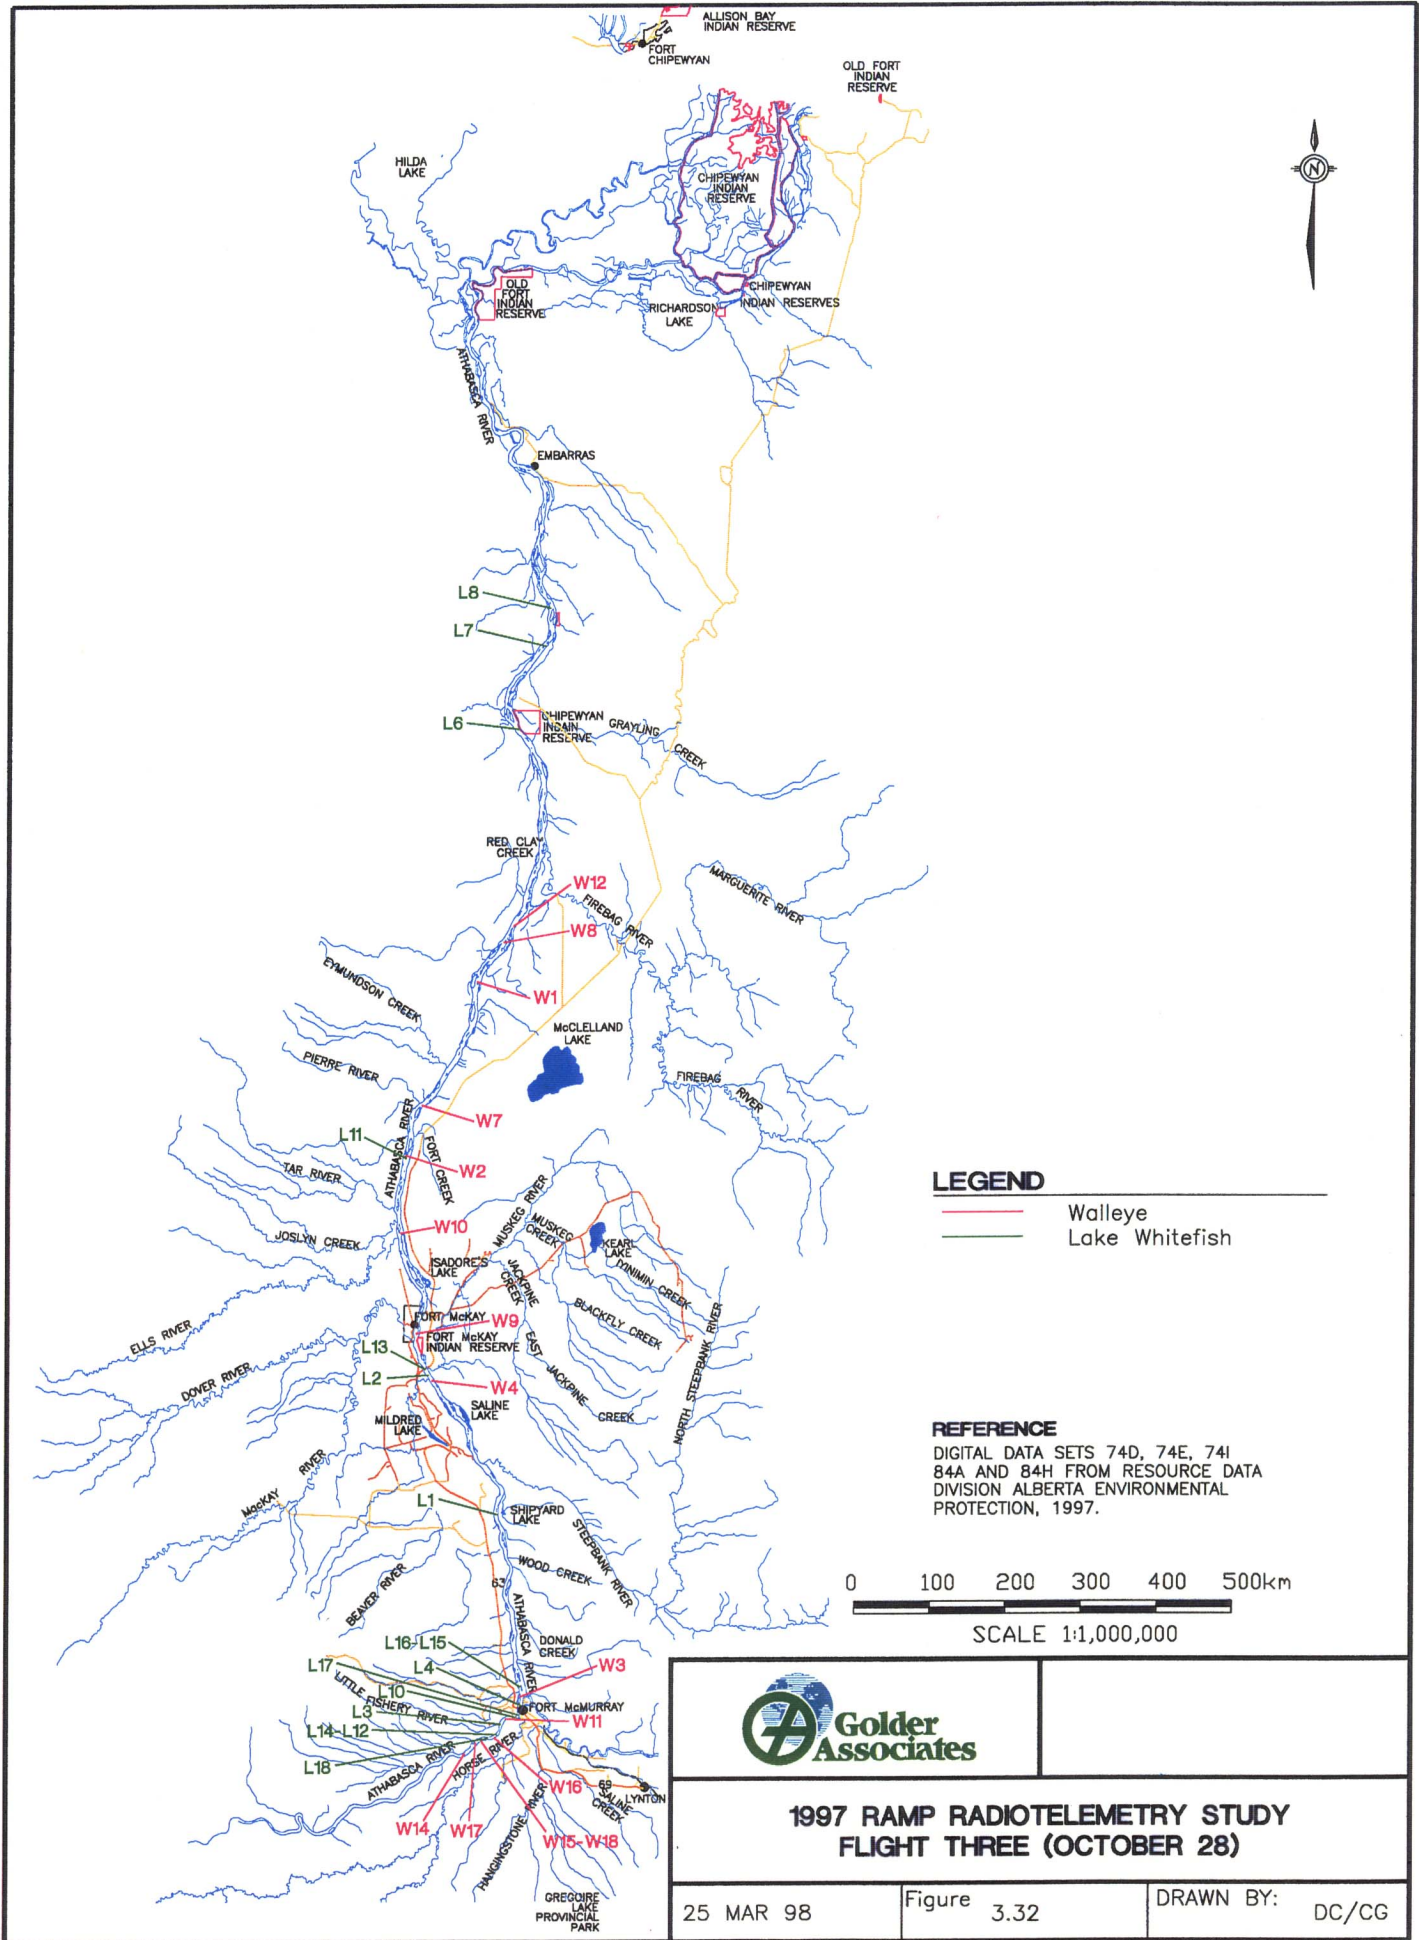 ALLISON BAY
INDIAN RESERVE
FORT
CHIPEWYAN
OLD FORT
INDIAN
RESERVE
N
HILDA
LAKE
CHIPEWYAN
INDIAN
RESERVE
OLD
FORT
INDIAN
RESERVE
CHIPEWYAN
INDIAN RESERVES
RICHARDSON
LAKE
ATHABASCA RIVER
EMBARRAS
L8
L7
L6
CHIPEWYAN
INDAIN
RESERVE
GRAYLING
CREEK
RED CLAY
CREEK
W12
FIREBAG RIVER
MARGUERITE RIVER
W8
EYMUNDSON CREEK
W1
McCLELLAND
LAKE
PIERRE RIVER
FIREBAG
RIVER
W7
ATHABASCA RIVER
L11
FORT CREEK
W2
TAR RIVER
MUSKEG RIVER
MUSKEG
CREEK
W10
JOSLYN CREEK
KEARL
LAKE
ISADORE'S
LAKE
JACKPINE
CREEK
IYINIMIN CREEK
BLACKFLY CREEK
FORT McKAY
W9
ELLS RIVER
FORT McKAY
INDIAN RESERVE
L13
EAST
JACKPINE
CREEK
NORTH STEEPBANK RIVER
L2
W4
DOVER RIVER
SALINE
LAKE
MILDRED
LAKE
MacKAY
RIVER
L1
SHIPYARD
LAKE
STEEPBANK RIVER
WOOD CREEK
63
BEAVER RIVER
ATHABASCA RIVER
DONALD
CREEK
L16-L15
L17
L4
W3
L10
LITTLE FISHERY RIVER
FORT McMURRAY
L3
W11
L14-L12
L18
ATHABASCA RIVER
HORSE RIVER
W16
69
SALINE
CREEK
LYNTON
W14
W17
W15-W18
HANGINGSTONE RIVER
GREGOIRE
LAKE
PROVINCIAL
PARK
LEGEND
Walleye
Lake Whitefish
REFERENCE
DIGITAL DATA SETS 74D, 74E, 74I
84A AND 84H FROM RESOURCE DATA
DIVISION ALBERTA ENVIRONMENTAL
PROTECTION, 1997.
0 100 200 300 400 500km
SCALE 1:1,000,000
Golder
Associates
1997 RAMP RADIOTELEMETRY STUDY
FLIGHT THREE (OCTOBER 28)
25 MAR 98
Figure 3.32
DRAWN BY: DC/CG